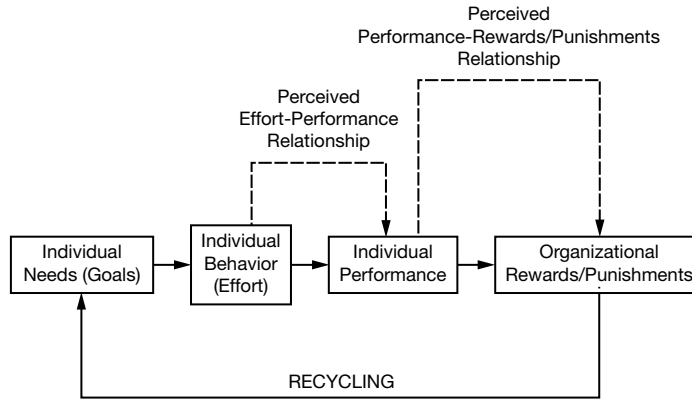 Perceived
Performance-Rewards/Punishments
Relationship
Perceived
Effort-Performance
Relationship
Individual
Needs (Goals)
Individual
Behavior
(Effort)
Individual
Performance
Organizational
Rewards/Punishments
RECYCLING